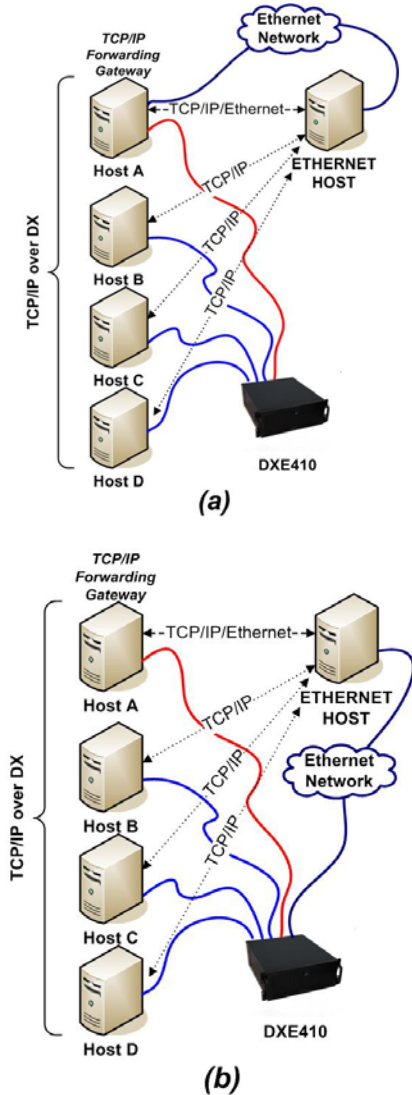 Ethernet
Network
TCP/IP
Forwarding
Gateway
TCP/IP/Ethernet
Host A
ETHERNET
HOST
TCP/IP
TCP/IP
TCP/IP
TCP/IP over DX
Host B
Host C
Host D
DXE410
(a)
TCP/IP
Forwarding
Gateway
TCP/IP/Ethernet
Host A
ETHERNET
HOST
TCP/IP
Ethernet
Network
TCP/IP
TCP/IP
TCP/IP over DX
Host B
Host C
Host D
DXE410
(b)